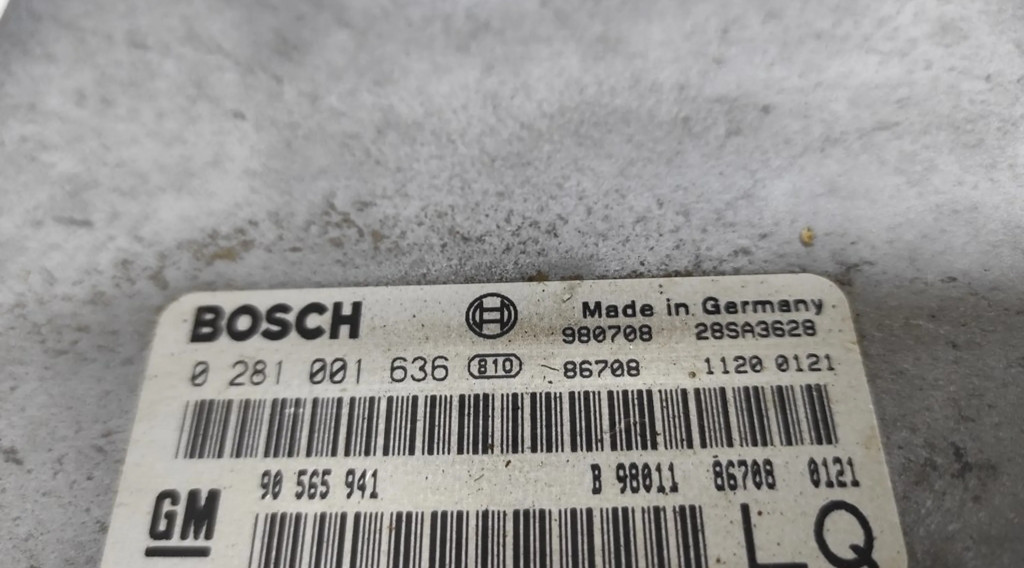 BOSCH Made in Germany
980708 28SA3628
0 281 001 636 810 86708 1120 0121
90 565 941 B 98011 86708 0121
GM LQ